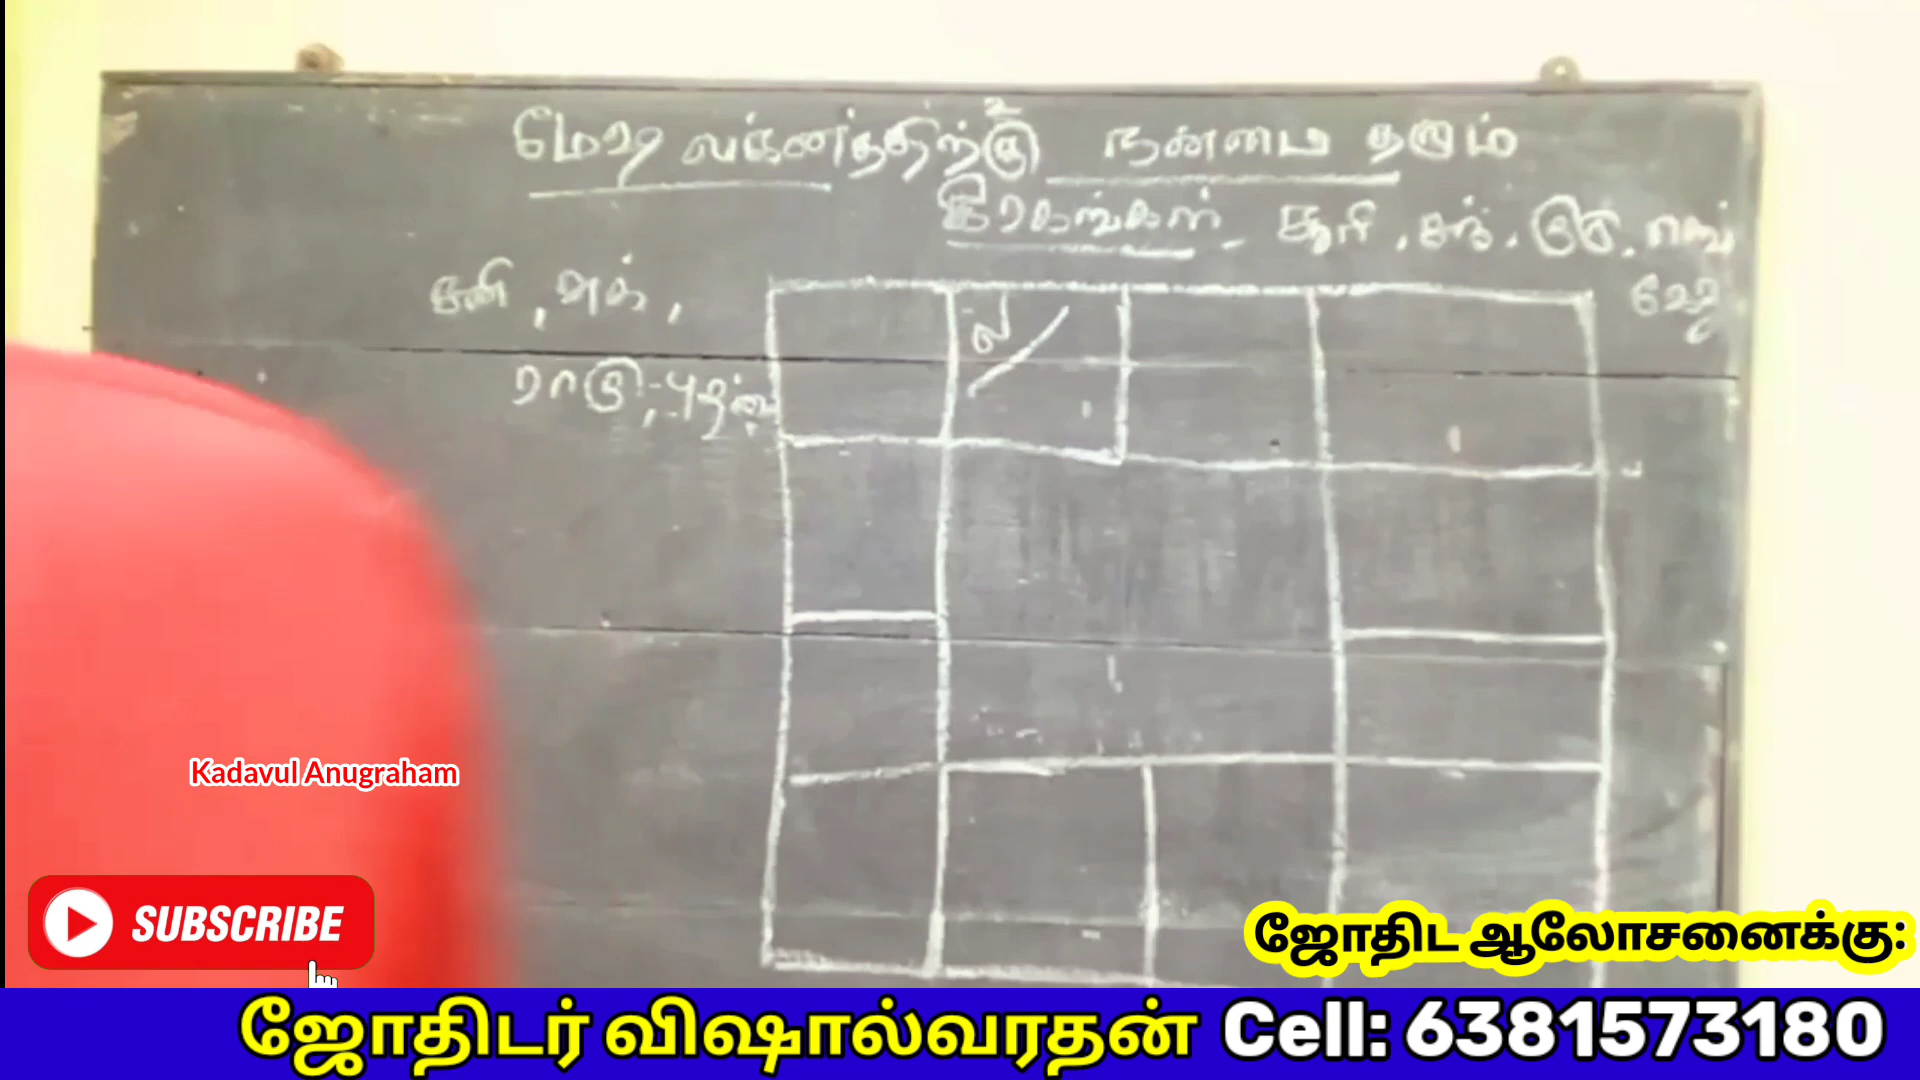 மேஷ லக்னத்திற்கு நன்மை தரும்
கிரகங்கள். சூரி, சந், குரு,
சனி, சுக்,
ராகு, புதன்
ல
Kadavul Anugraham
SUBSCRIBE
ஜோதிட ஆலோசனைக்கு:
ஜோதிடர் விஷால்வரதன் Cell: 6381573180